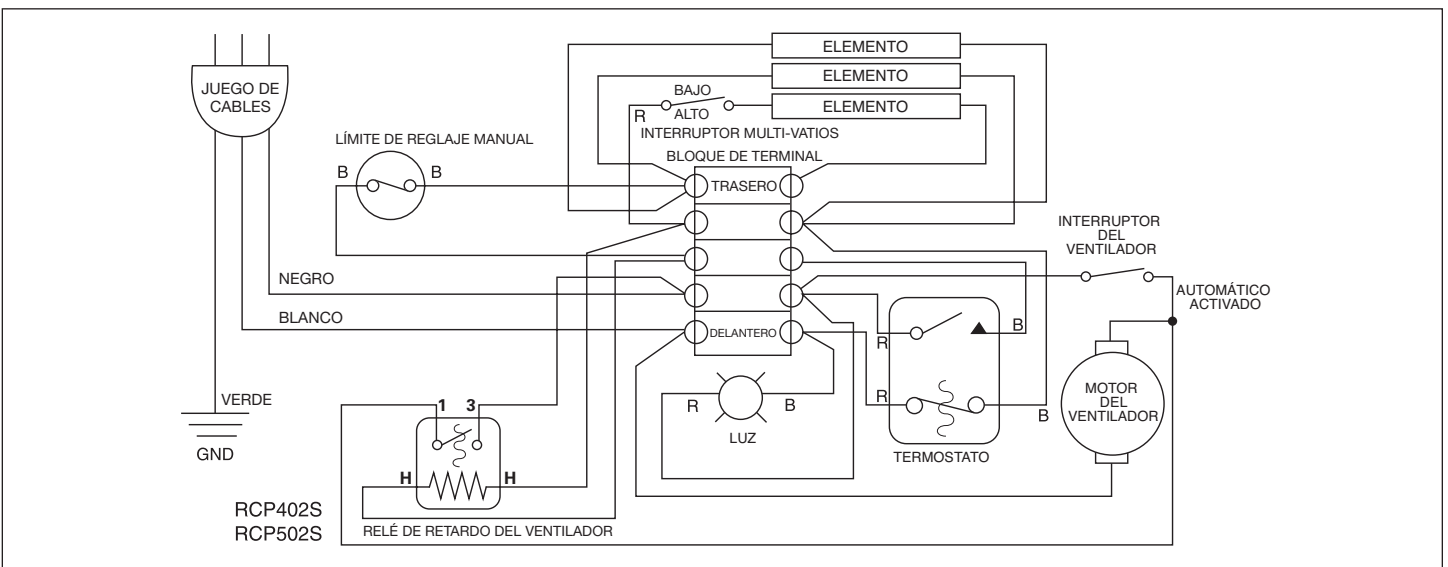 JUEGO DE
CABLES
ELEMENTO
ELEMENTO
ELEMENTO
BAJO
ALTO
R
INTERRUPTOR MULTI-VATIOS
LÍMITE DE REGLAJE MANUAL
B
B
BLOQUE DE TERMINAL
TRASERO
DELANTERO
NEGRO
BLANCO
VERDE
GND
INTERRUPTOR
DEL
VENTILADOR
AUTOMÁTICO
ACTIVADO
R
B
R
B
TERMOSTATO
MOTOR
DEL
VENTILADOR
R
B
LUZ
1
3
H
H
RELÉ DE RETARDO DEL VENTILADOR
RCP402S
RCP502S